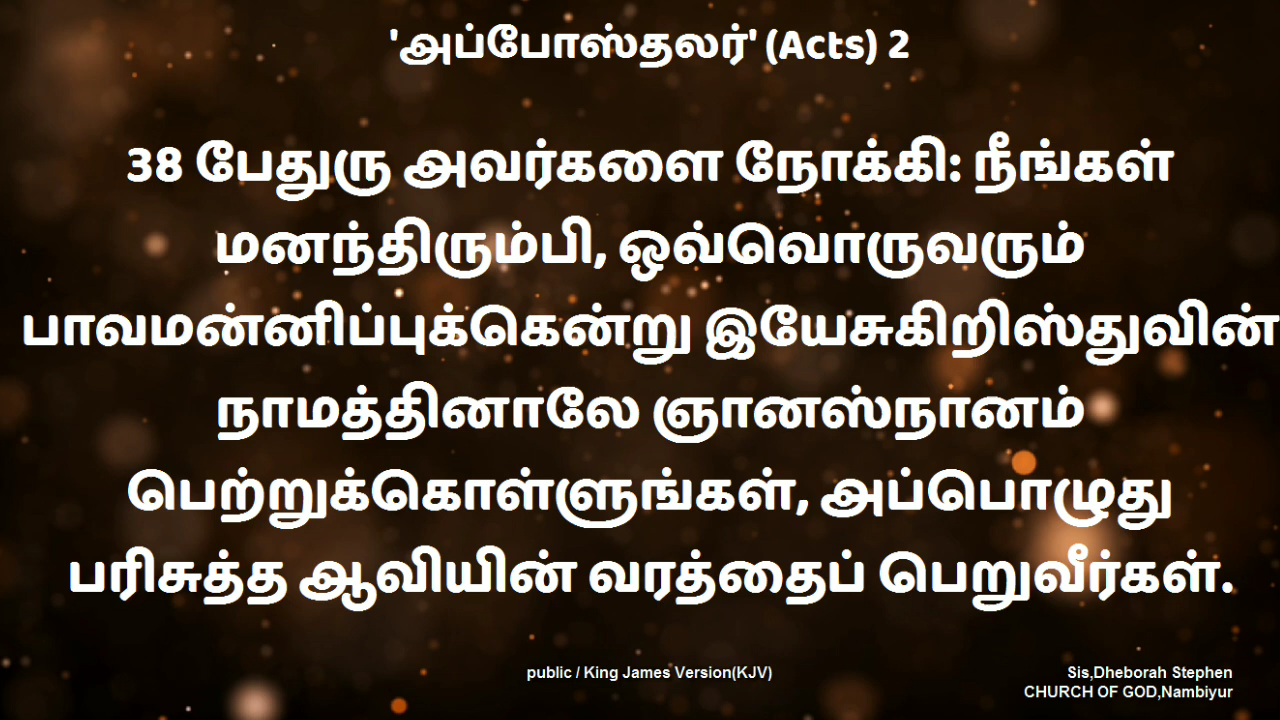 'அப்போஸ்தலர்' (Acts) 2
38 பேதுரு அவர்களை நோக்கி: நீங்கள்
மனந்திரும்பி, ஒவ்வொருவரும்
பாவமன்னிப்புக்கென்று இயேசுகிறிஸ்துவின்
நாமத்தினாலே ஞானஸ்நானம்
பெற்றுக்கொள்ளுங்கள், அப்பொழுது
பரிசுத்த ஆவியின் வரத்தைப் பெறுவீர்கள்.
public / King James Version(KJV)
Sis,Dheborah Stephen
CHURCH OF GOD,Nambiyur